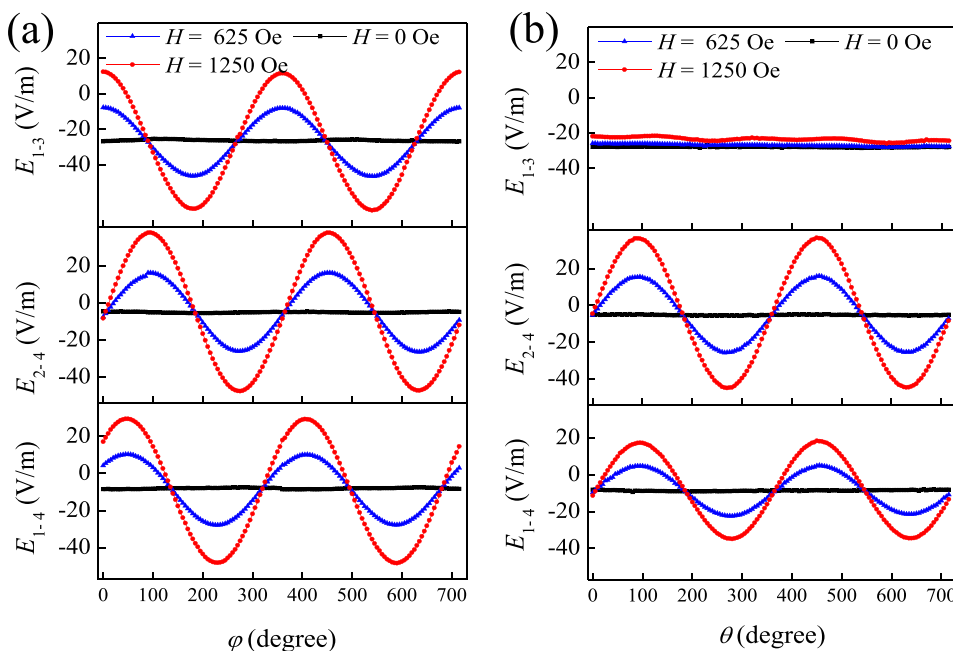 (a)
H = 625 Oe H = 0 Oe
H = 1250 Oe
20
0
-20
-40
E1-3 (V/m)
20
0
-20
-40
E2-4 (V/m)
20
0
-20
-40
E1-4 (V/m)
0 100 200 300 400 500 600 700
φ (degree)
(b)
H = 625 Oe H = 0 Oe
H = 1250 Oe
20
0
-20
-40
E1-3 (V/m)
20
0
-20
-40
E2-4 (V/m)
20
0
-20
-40
E1-4 (V/m)
0 100 200 300 400 500 600 700
θ (degree)